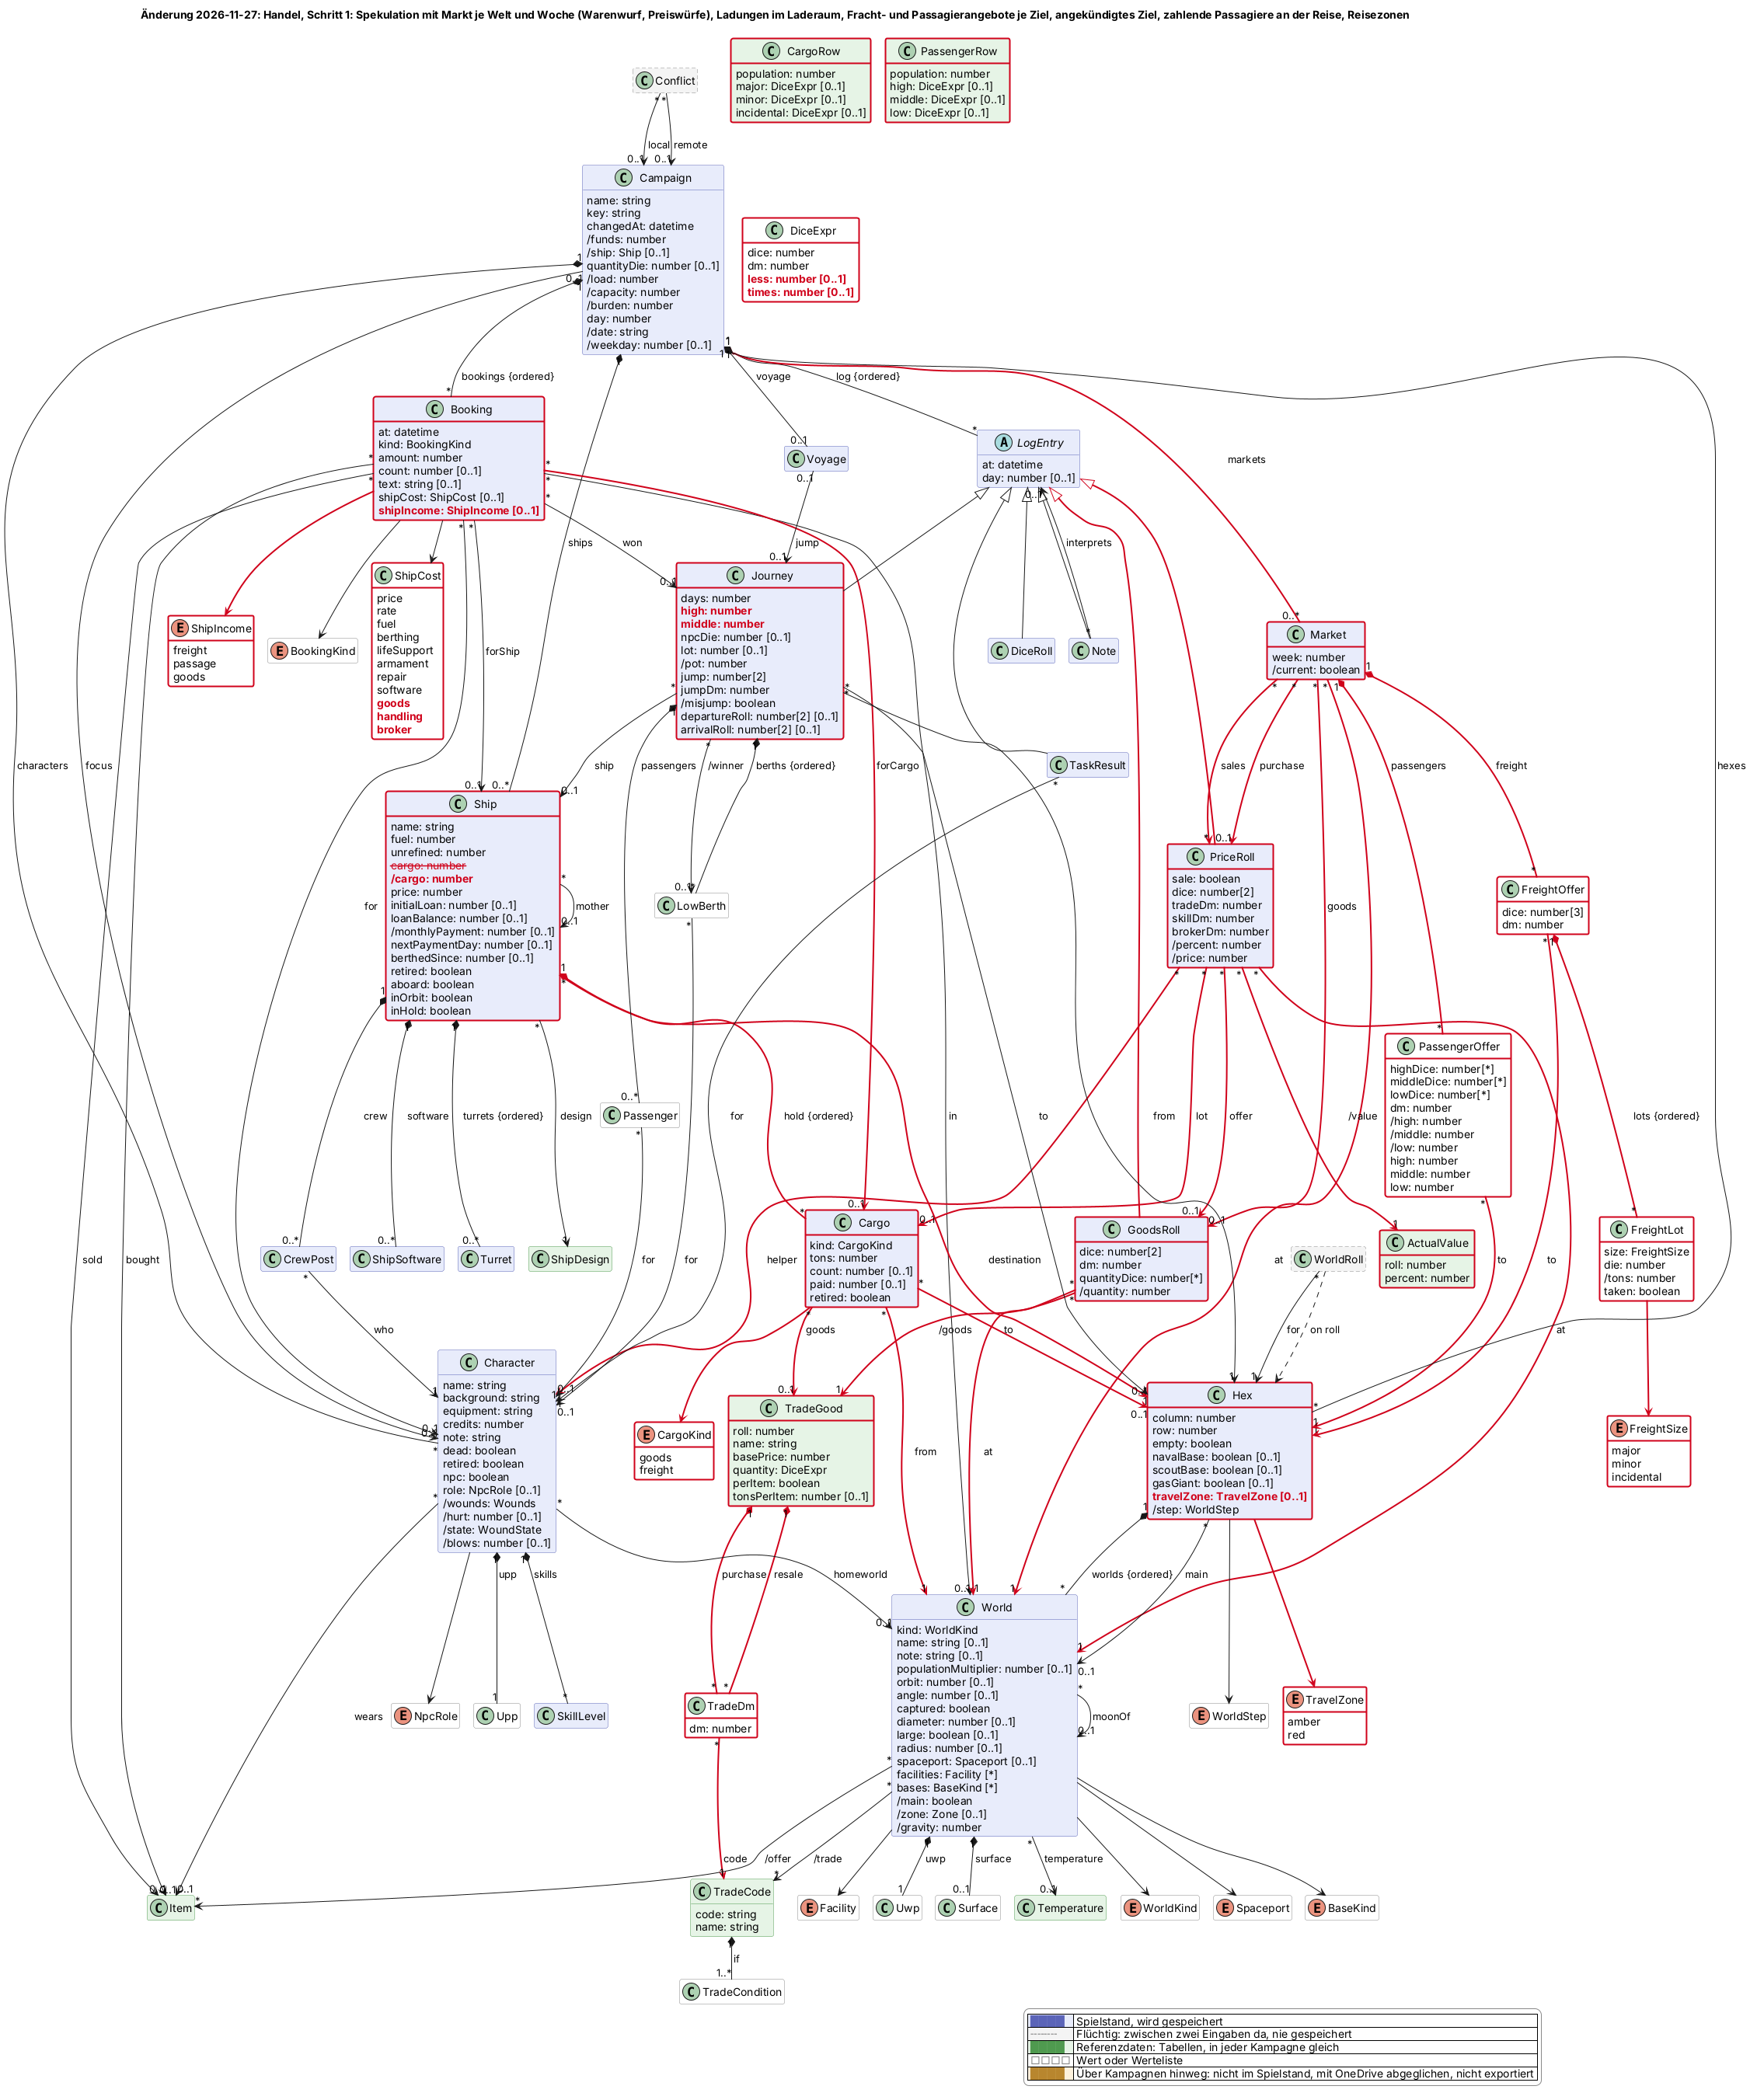 Änderung 2026-11-27: Handel, Schritt 1: Spekulation mit Markt je Welt und Woche (Warenwurf, Preiswürfe), Ladungen im Laderaum, Fracht- und Passagierangebote je Ziel, angekündigtes Ziel, zahlende Passagiere an der Reise, Reisezonen
CargoRow
population: number
major: DiceExpr [0..1]
minor: DiceExpr [0..1]
incidental: DiceExpr [0..1]
PassengerRow
population: number
high: DiceExpr [0..1]
middle: DiceExpr [0..1]
low: DiceExpr [0..1]
Conflict
* *
local remote
0..1 0..1
Campaign
name: string
key: string
changedAt: datetime
/funds: number
/ship: Ship [0..1]
quantityDie: number [0..1]
/load: number
/capacity: number
/burden: number
day: number
/date: string
/weekday: number [0..1]
DiceExpr
dice: number
dm: number
less: number [0..1]
times: number [0..1]
bookings {ordered}
voyage
log {ordered}
markets
Booking
at: datetime
kind: BookingKind
amount: number
count: number [0..1]
text: string [0..1]
shipCost: ShipCost [0..1]
shipIncome: ShipIncome [0..1]
Voyage
LogEntry
at: datetime
day: number [0..1]
ships
won
jump
interprets
ShipIncome
freight
passage
goods
BookingKind
ShipCost
price
rate
fuel
berthing
lifeSupport
armament
repair
software
goods
handling
broker
forShip
Journey
days: number
high: number
middle: number
npcDie: number [0..1]
lot: number [0..1]
/pot: number
jump: number[2]
jumpDm: number
/misjump: boolean
departureRoll: number[2] [0..1]
arrivalRoll: number[2] [0..1]
DiceRoll
Note
Market
week: number
/current: boolean
characters
focus
ship
passengers
/winner
berths {ordered}
forCargo
TaskResult
sales
purchase
passengers
freight
hexes
Ship
name: string
fuel: number
unrefined: number
cargo: number
/cargo: number
price: number
initialLoan: number [0..1]
loanBalance: number [0..1]
/monthlyPayment: number [0..1]
nextPaymentDay: number [0..1]
berthedSince: number [0..1]
retired: boolean
aboard: boolean
inOrbit: boolean
inHold: boolean
mother
for
LowBerth
PriceRoll
sale: boolean
dice: number[2]
tradeDm: number
skillDm: number
brokerDm: number
/percent: number
/price: number
goods
FreightOffer
dice: number[3]
dm: number
PassengerOffer
highDice: number[*]
middleDice: number[*]
lowDice: number[*]
dm: number
/high: number
/middle: number
/low: number
high: number
middle: number
low: number
crew
software
turrets {ordered}
design
Passenger
hold {ordered}
for
in
to
from
lot
offer
/value
lots {ordered}
CrewPost
ShipSoftware
Turret
ShipDesign
sold
bought
for
for
helper
Cargo
kind: CargoKind
tons: number
count: number [0..1]
paid: number [0..1]
retired: boolean
destination
GoodsRoll
dice: number[2]
dm: number
quantityDice: number[*]
/quantity: number
at
WorldRoll
ActualValue
roll: number
percent: number
to
to
FreightLot
size: FreightSize
die: number
/tons: number
taken: boolean
who
goods
/goods
to
for
on roll
at
Character
name: string
background: string
equipment: string
credits: number
note: string
dead: boolean
retired: boolean
npc: boolean
role: NpcRole [0..1]
/wounds: Wounds
/hurt: number [0..1]
/state: WoundState
/blows: number [0..1]
CargoKind
goods
freight
TradeGood
roll: number
name: string
basePrice: number
quantity: DiceExpr
perItem: boolean
tonsPerItem: number [0..1]
from
at
Hex
column: number
row: number
empty: boolean
navalBase: boolean [0..1]
scoutBase: boolean [0..1]
gasGiant: boolean [0..1]
travelZone: TravelZone [0..1]
/step: WorldStep
FreightSize
major
minor
incidental
upp
skills
homeworld
purchase
resale
worlds {ordered}
main
wears
NpcRole
Upp
SkillLevel
TradeDm
dm: number
World
kind: WorldKind
name: string [0..1]
note: string [0..1]
populationMultiplier: number [0..1]
orbit: number [0..1]
angle: number [0..1]
captured: boolean
diameter: number [0..1]
large: boolean [0..1]
radius: number [0..1]
spaceport: Spaceport [0..1]
facilities: Facility [*]
bases: BaseKind [*]
/main: boolean
/zone: Zone [0..1]
/gravity: number
moonOf
WorldStep
TravelZone
amber
red
code
/offer
/trade
uwp
surface
temperature
Item
TradeCode
code: string
name: string
Facility
Uwp
Surface
Temperature
WorldKind
Spaceport
BaseKind
if
1..*
TradeCondition
Spielstand, wird gespeichert
Flüchtig: zwischen zwei Eingaben da, nie gespeichert
Referenzdaten: Tabellen, in jeder Kampagne gleich
Wert oder Werteliste
Über Kampagnen hinweg: nicht im Spielstand, mit OneDrive abgeglichen, nicht exportiert